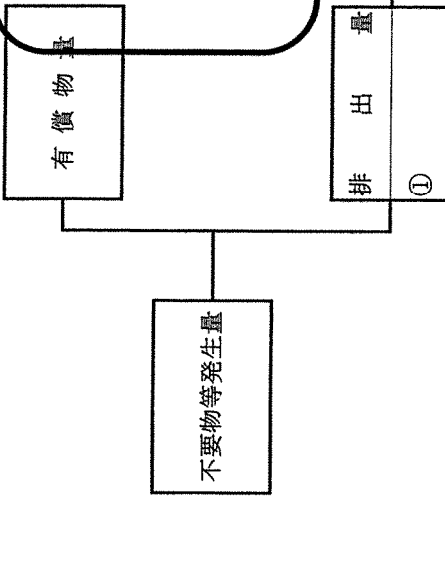 不要物等発生量
有償物量
排出量
①